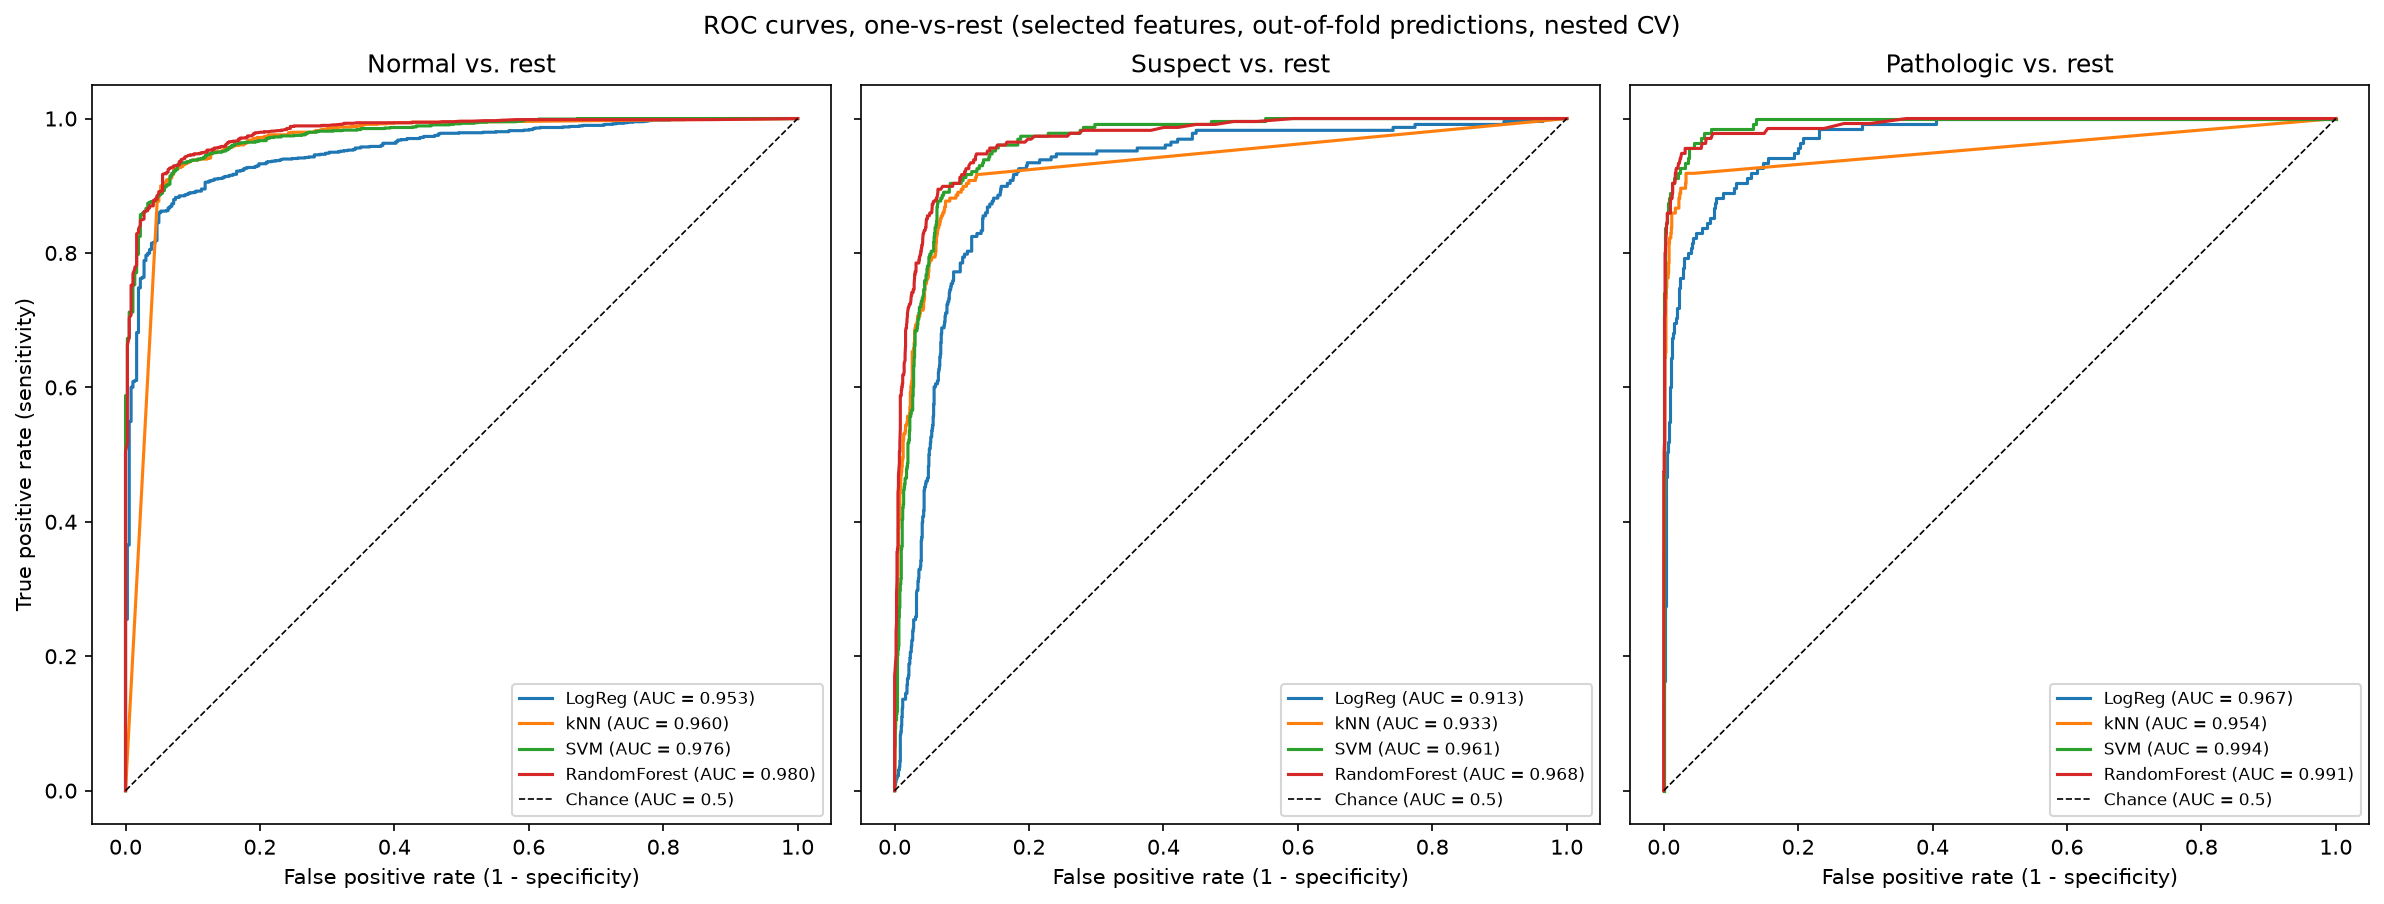 ROC curves, one-vs-rest (selected features, out-of-fold predictions, nested CV)
Normal vs. rest
Suspect vs. rest
Pathologic vs. rest
True positive rate (sensitivity)
1.0
0.8
0.6
0.4
0.2
0.0
LogReg (AUC = 0.953)
kNN (AUC = 0.960)
SVM (AUC = 0.976)
RandomForest (AUC = 0.980)
Chance (AUC = 0.5)
0.0 0.2 0.4 0.6 0.8 1.0
False positive rate (1 - specificity)
LogReg (AUC = 0.913)
kNN (AUC = 0.933)
SVM (AUC = 0.961)
RandomForest (AUC = 0.968)
Chance (AUC = 0.5)
0.0 0.2 0.4 0.6 0.8 1.0
False positive rate (1 - specificity)
LogReg (AUC = 0.967)
kNN (AUC = 0.954)
SVM (AUC = 0.994)
RandomForest (AUC = 0.991)
Chance (AUC = 0.5)
0.0 0.2 0.4 0.6 0.8 1.0
False positive rate (1 - specificity)